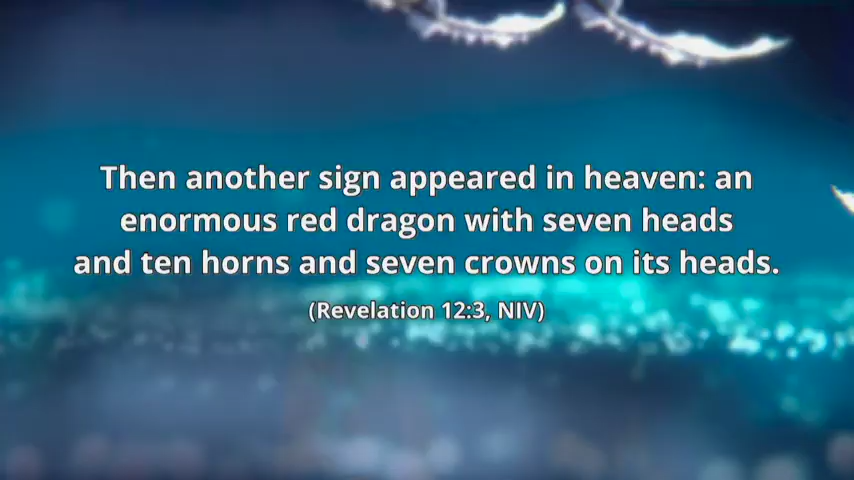 Then another sign appeared in heaven: an
enormous red dragon with seven heads
and ten horns and seven crowns on its heads.
(Revelation 12:3, NIV)